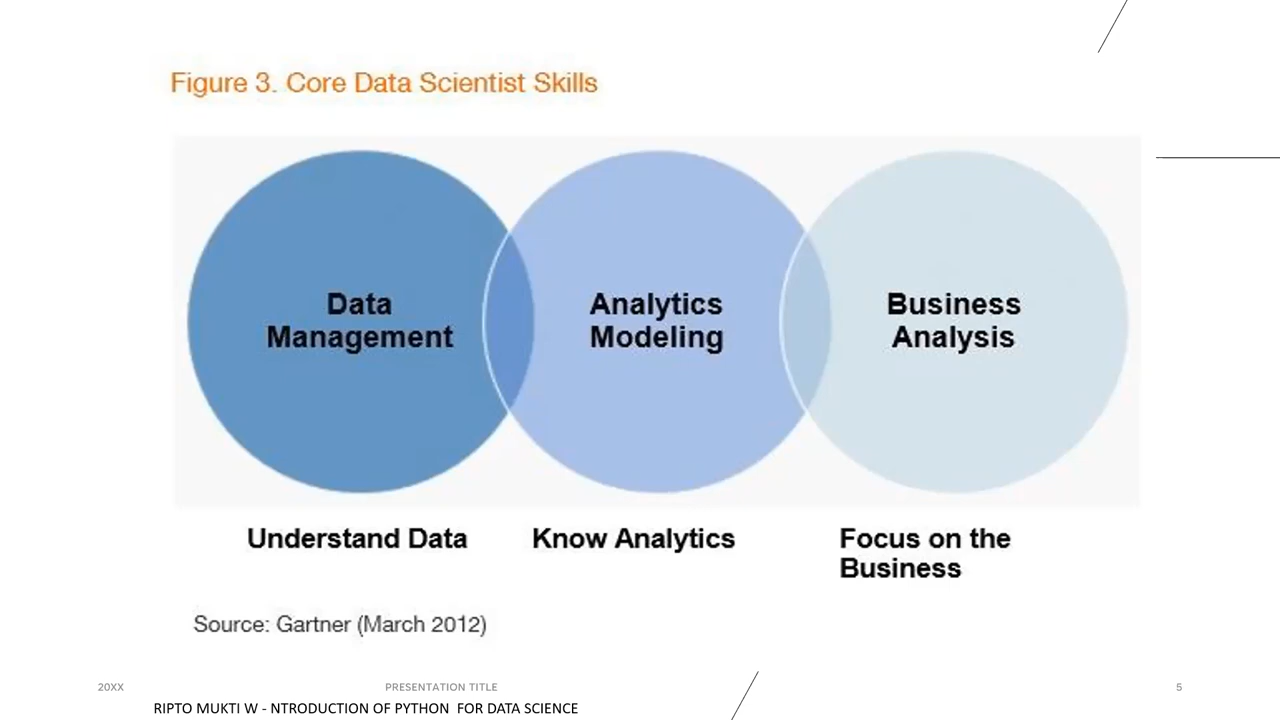 Figure 3. Core Data Scientist Skills
Data
Management
Analytics
Modeling
Business
Analysis
Understand Data
Know Analytics
Focus on the
Business
Source: Gartner (March 2012)
20XX
PRESENTATION TITLE
5
RIPTO MUKTI W - NTRODUCTION OF PYTHON  FOR DATA SCIENCE